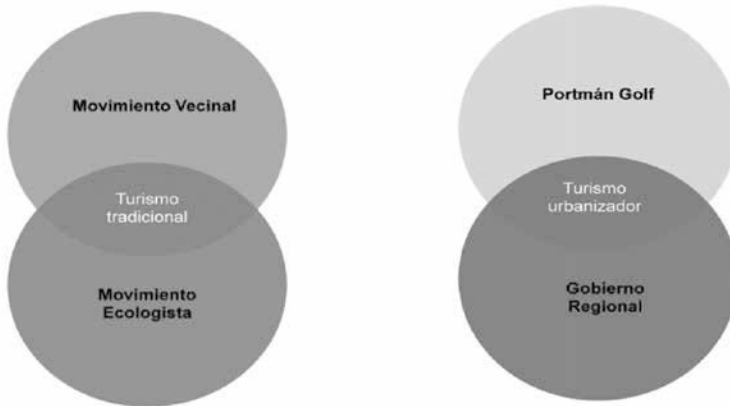 Movimiento Vecinal
Turismo
tradicional
Movimiento
Ecologista
Portmán Golf
Turismo
urbanizador
Gobierno
Regional